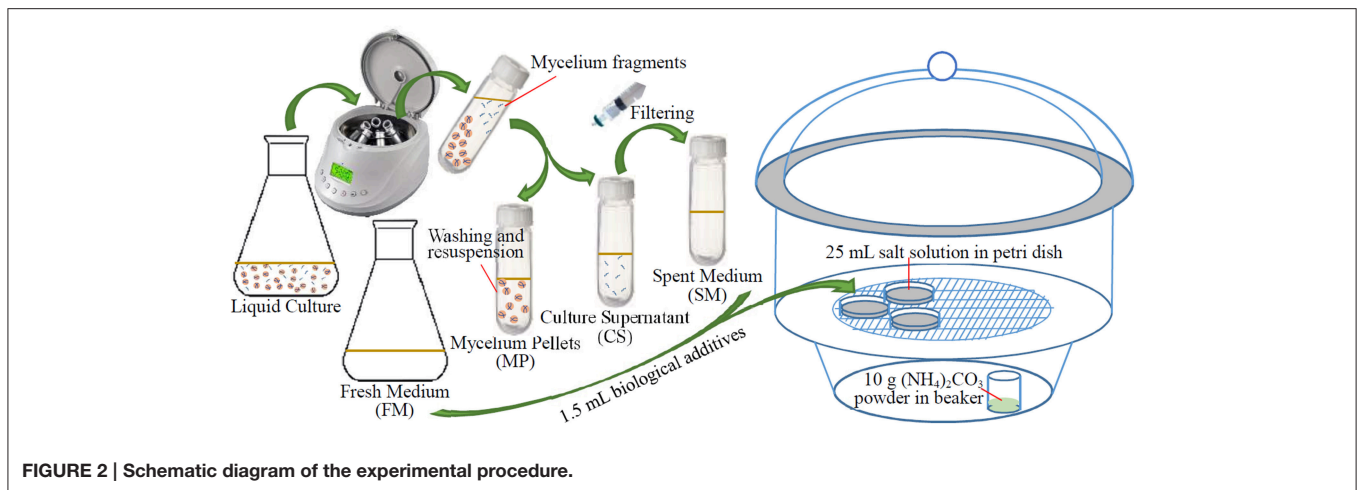 Mycelium fragments
Filtering
Washing and
resuspension
Liquid Culture
Fresh Medium
(FM)
Mycelium Pellets
(MP)
Culture Supernatant
(CS)
Spent Medium
(SM)
1.5 mL biological additives
25 mL salt solution in petri dish
10 g (NH₄)₂CO₃
powder in beaker
FIGURE 2 | Schematic diagram of the experimental procedure.